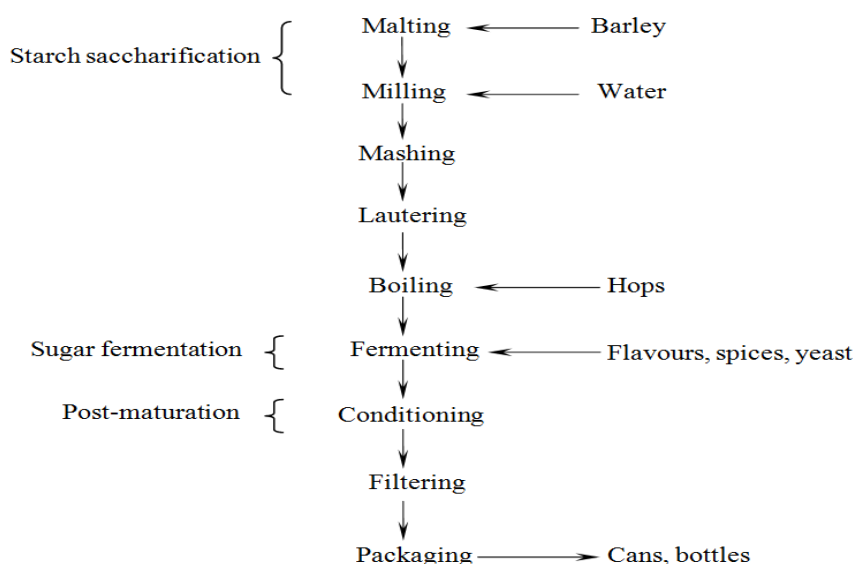 Malting
Barley
Starch saccharification
Milling
Water
Mashing
Lautering
Boiling
Hops
Sugar fermentation
Fermenting
Flavours, spices, yeast
Post-maturation
Conditioning
Filtering
Packaging
Cans, bottles